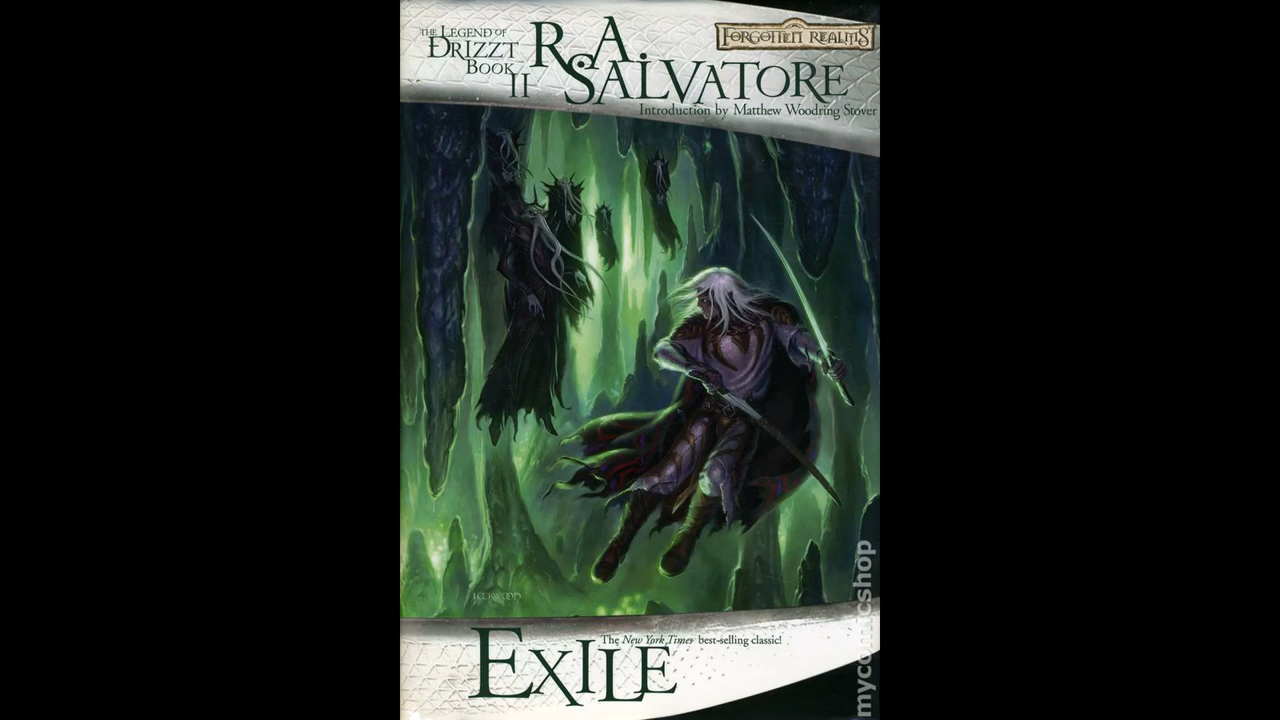 THE LEGEND OF
DRIZZT
BOOK
II
R.A.
SALVATORE
FORGOTTEN REALMS
Introduction by Matthew Woodring Stover
LOCKWOOD
The New York Times best-selling classic!
EXILE
mycomicshop